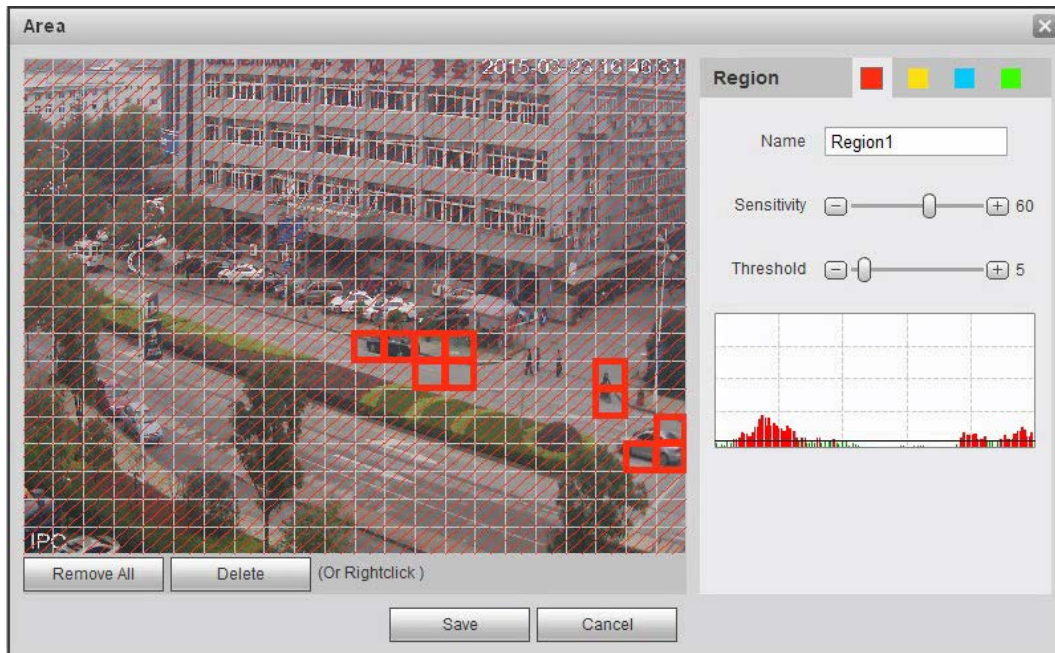 Area
2015-03-23 16:46:31
Region
Name
Region1
Sensitivity
60
Threshold
5
IPC
Remove All
Delete
(Or Rightclick )
Save
Cancel